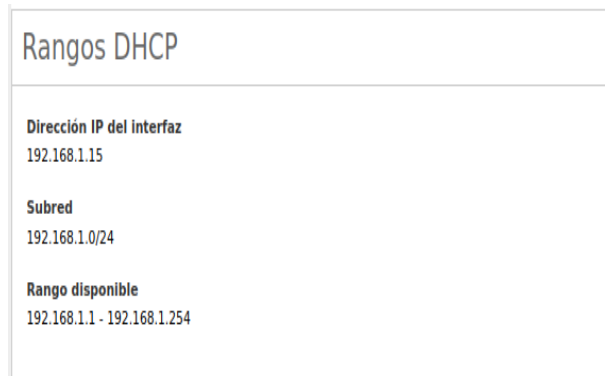 Rangos DHCP
Dirección IP del interfaz
192.168.1.15
Subred
192.168.1.0/24
Rango disponible
192.168.1.1 - 192.168.1.254